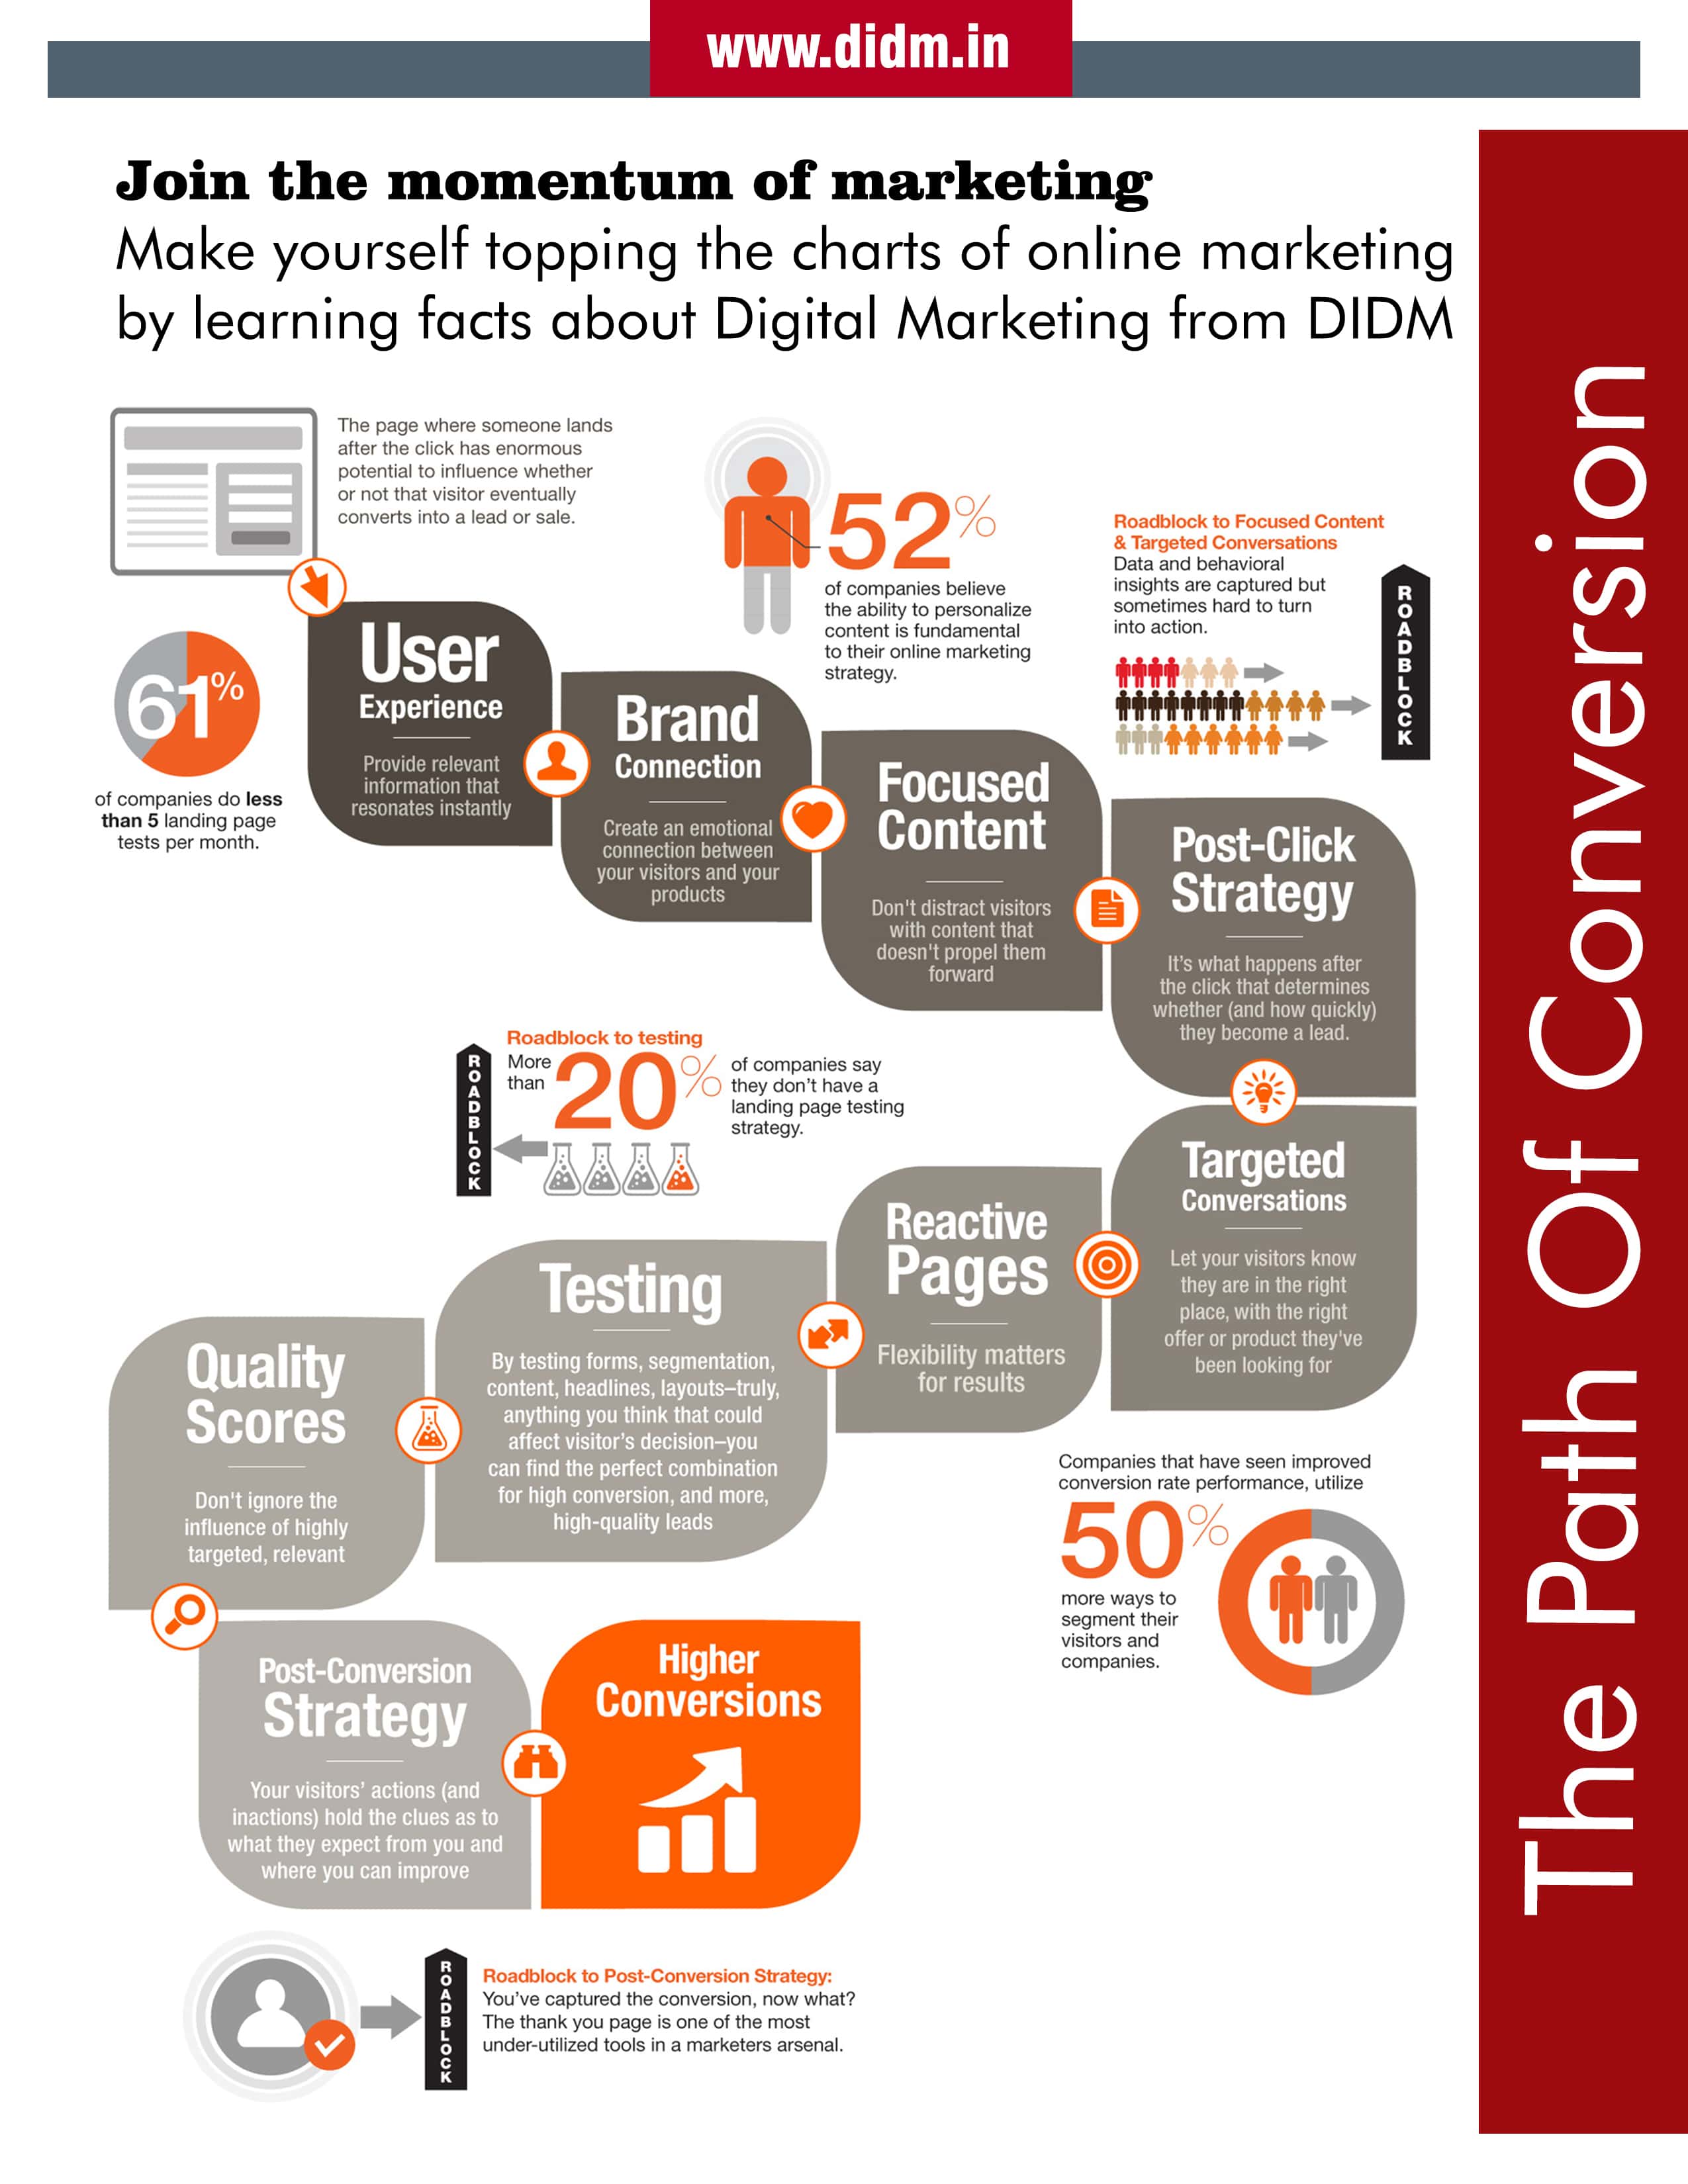 www.didm.in
Join the momentum of marketing
Make yourself topping the charts of online marketing
by learning facts about Digital Marketing from DIDM
The Path Of Conversion
The page where someone lands
after the click has enormous
potential to influence whether
or not that visitor eventually
converts into a lead or sale.
61%
of companies do less
than 5 landing page
tests per month.
User
Experience
Provide relevant
information that
resonates instantly
Brand
Connection
Create an emotional
connection between
your visitors and your
products
52%
of companies believe
the ability to personalize
content is fundamental
to their online marketing
strategy.
Focused
Content
Don't distract visitors
with content that
doesn't propel them
forward
Roadblock to Focused Content
& Targeted Conversations
Data and behavioral
insights are captured but
sometimes hard to turn
into action.
ROADBLOCK
Post-Click
Strategy
It's what happens after
the click that determines
whether (and how quickly)
they become a lead.
Targeted
Conversations
Let your visitors know
they are in the right
place, with the right
offer or product they've
been looking for
Reactive
Pages
Flexibility matters
for results
ROADBLOCK
Roadblock to testing
More
than
20%
of companies say
they don't have a
landing page testing
strategy.
Testing
By testing forms, segmentation,
content, headlines, layouts–truly,
anything you think that could
affect visitor's decision–you
can find the perfect combination
for high conversion, and more,
high-quality leads
Quality
Scores
Don't ignore the
influence of highly
targeted, relevant
Companies that have seen improved
conversion rate performance, utilize
50%
more ways to
segment their
visitors and
companies.
Post-Conversion
Strategy
Your visitors' actions (and
inactions) hold the clues as to
what they expect from you and
where you can improve
Higher
Conversions
ROADBLOCK
Roadblock to Post-Conversion Strategy:
You've captured the conversion, now what?
The thank you page is one of the most
under-utilized tools in a marketers arsenal.